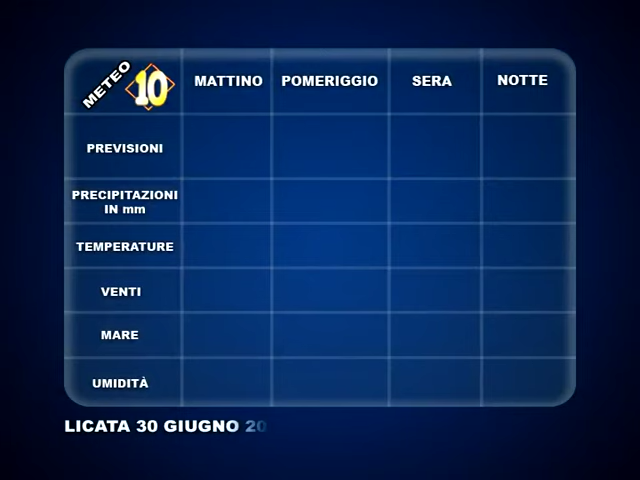 METEO 10 MATTINO POMERIGGIO SERA NOTTE
PREVISIONI
PRECIPITAZIONI
IN mm
TEMPERATURE
VENTI
MARE
UMIDITÀ
LICATA 30 GIUGNO 20